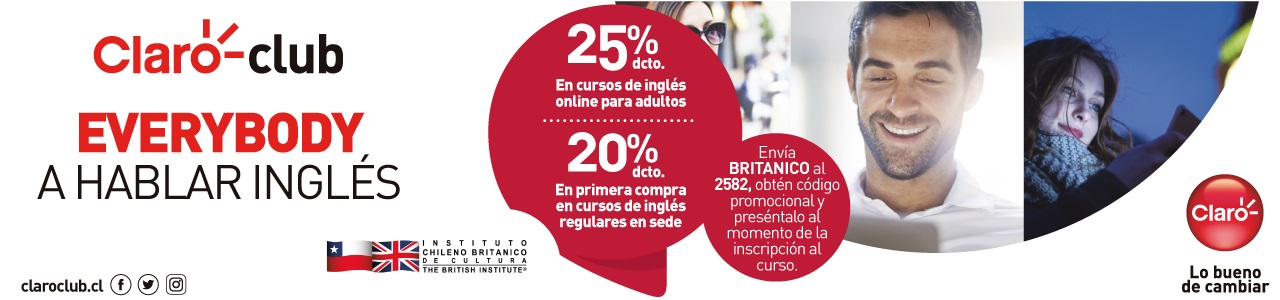 Claro-club
EVERYBODY
A HABLAR INGLÉS
INSTITUTO
CHILENO BRITANICO
DE CULTURA
THE BRITISH INSTITUTE®
claroclub.cl
25% dcto.
En cursos de inglés
online para adultos
20% dcto.
En primera compra
en cursos de inglés
regulares en sede
Envía
BRITANICO al
2582, obtén código
promocional y
preséntalo al
momento de la
inscripción al
curso.
Claro-
Lo bueno
de cambiar